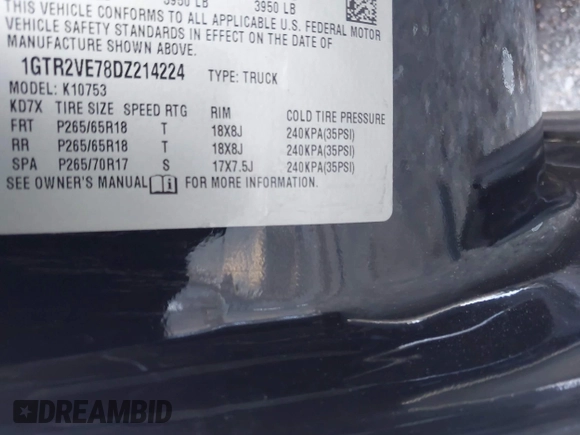 3950 LB 3950 LB
THIS VEHICLE CONFORMS TO ALL APPLICABLE U.S. FEDERAL MOTOR
VEHICLE SAFETY STANDARDS IN EFFECT ON THE DATE OF
MANUFACTURE SHOWN ABOVE.
1GTR2VE78DZ214224 TYPE: TRUCK
MODEL: K10753
KD7X TIRE SIZE SPEED RTG RIM COLD TIRE PRESSURE
FRT P265/65R18 T 18X8J 240KPA(35PSI)
RR P265/65R18 T 18X8J 240KPA(35PSI)
SPA P265/70R17 S 17X7.5J 240KPA(35PSI)
SEE OWNER'S MANUAL i FOR MORE INFORMATION.
DREAMBID